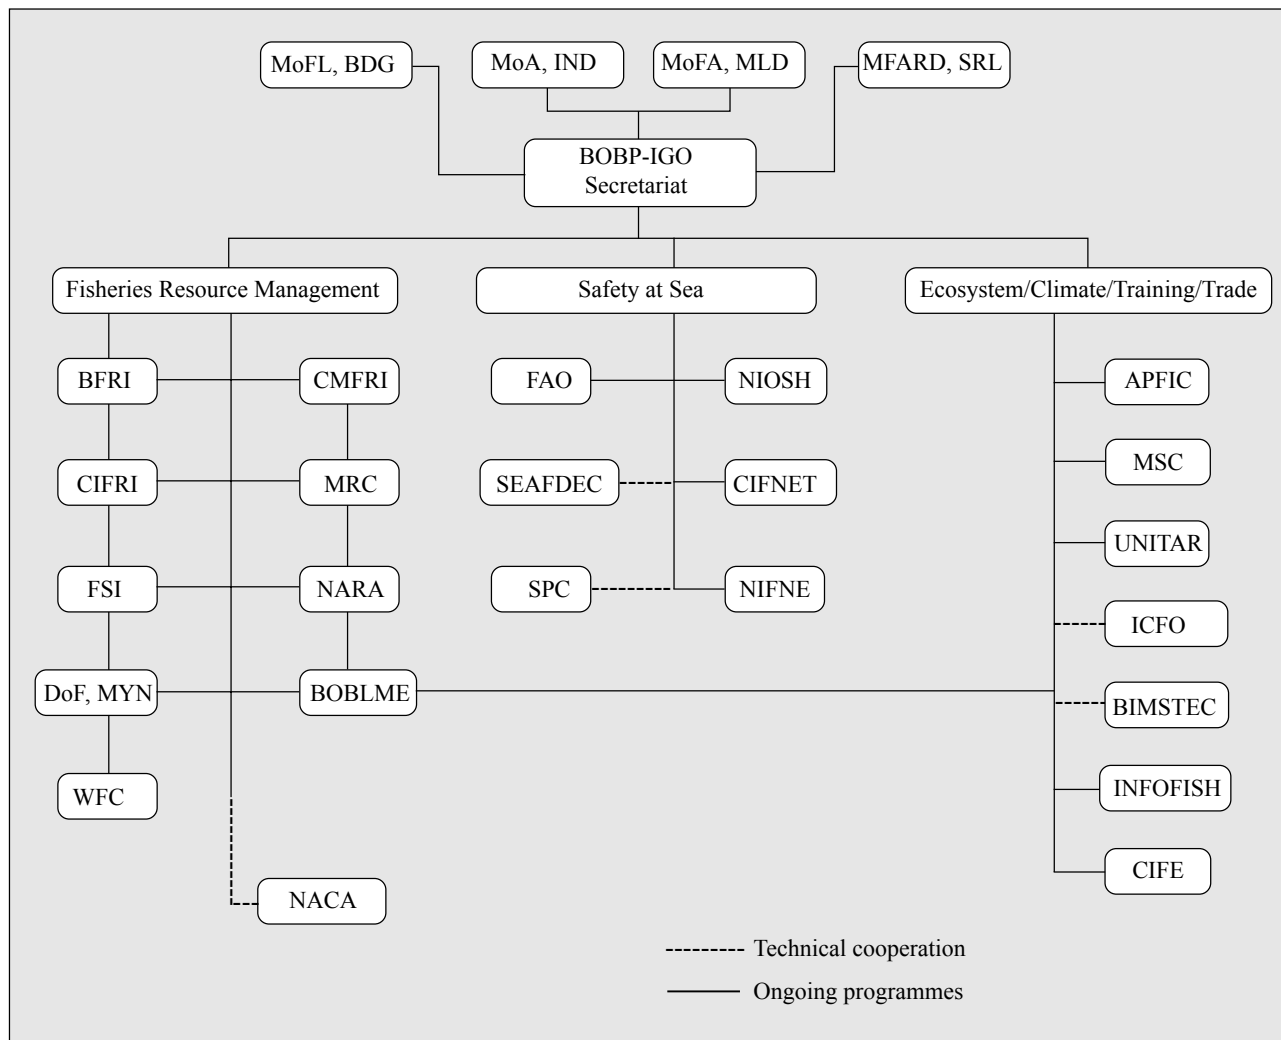 MoFL, BDG
MoA, IND
MoFA, MLD
MFARD, SRL
BOBP-IGO
Secretariat
Fisheries Resource Management
Safety at Sea
Ecosystem/Climate/Training/Trade
BFRI
CMFRI
FAO
NIOSH
APFIC
CIFRI
MRC
SEAFDEC
CIFNET
MSC
FSI
NARA
SPC
NIFNE
UNITAR
ICFO
DoF, MYN
BOBLME
BIMSTEC
WFC
INFOFISH
NACA
CIFE
Technical cooperation
Ongoing programmes